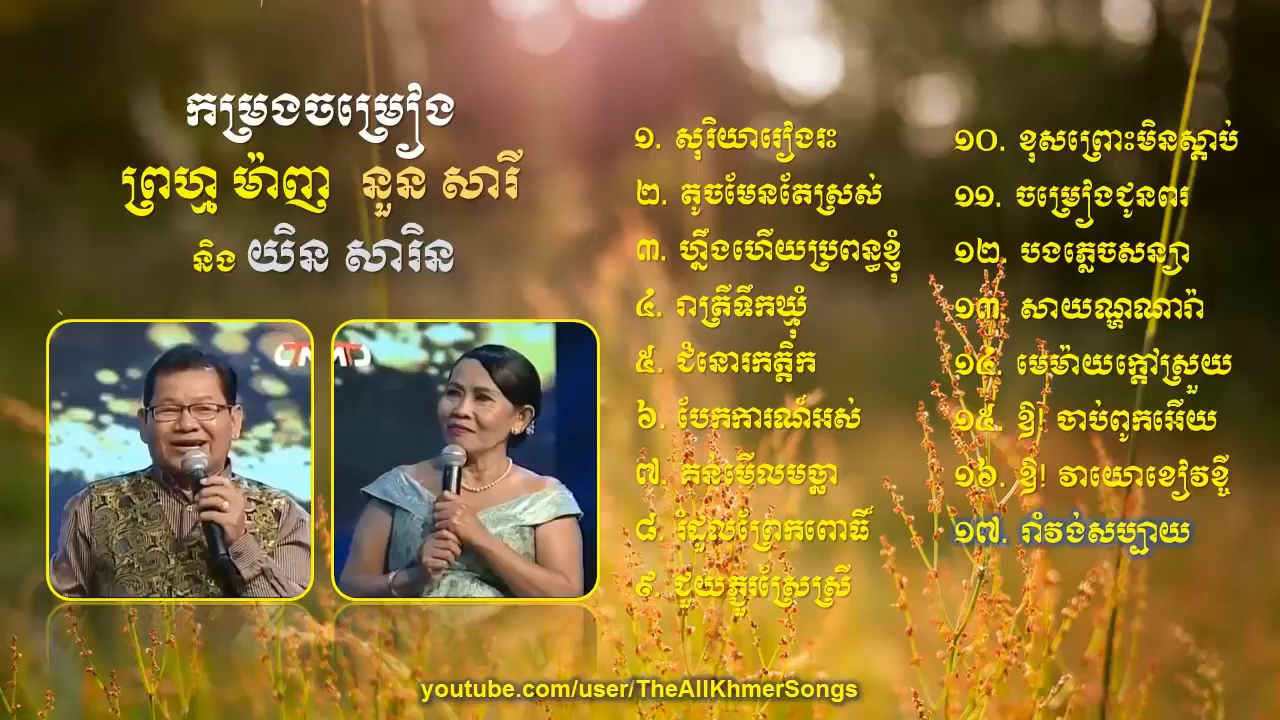 កម្រងចម្រៀង
ព្រហ្ម ម៉ាញ នួន សារី
និង យិន សារិន
១. សុរិយារៀងរះ
២. តូចមែនតែស្រស់
៣. ហ្នឹងហើយប្រពន្ធខ្ញុំ
៤. រាត្រីទឹកឃ្មុំ
៥. ជំនោរកត្តិក
៦. បែកការណ៍អស់
៧. គន់មើលមច្ឆា
៨. រំដួលព្រែកពោធិ៍
៩. ជួយភ្ជួរស្រែស្រី
១០. ខុសព្រោះមិនស្ដាប់
១១. ចម្រៀងជូនពរ
១២. បងភ្លេចសន្យា
១៣. សាយណ្ហណារ៉ា
១៤. មេម៉ាយក្ដៅស្រួយ
១៥. ឱ! ចាប់ពូកអើយ
១៦. ឱ! វាយោខៀវខ្ចី
១៧. រាំវង់សប្បាយ
youtube.com/user/TheAllKhmerSongs